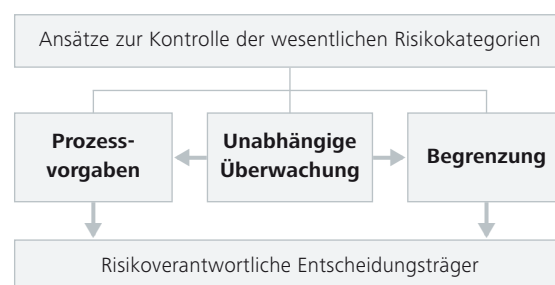 Ansätze zur Kontrolle der wesentlichen Risikokategorien
Prozess-
vorgaben
Unabhängige
Überwachung
Begrenzung
Risikoverantwortliche Entscheidungsträger